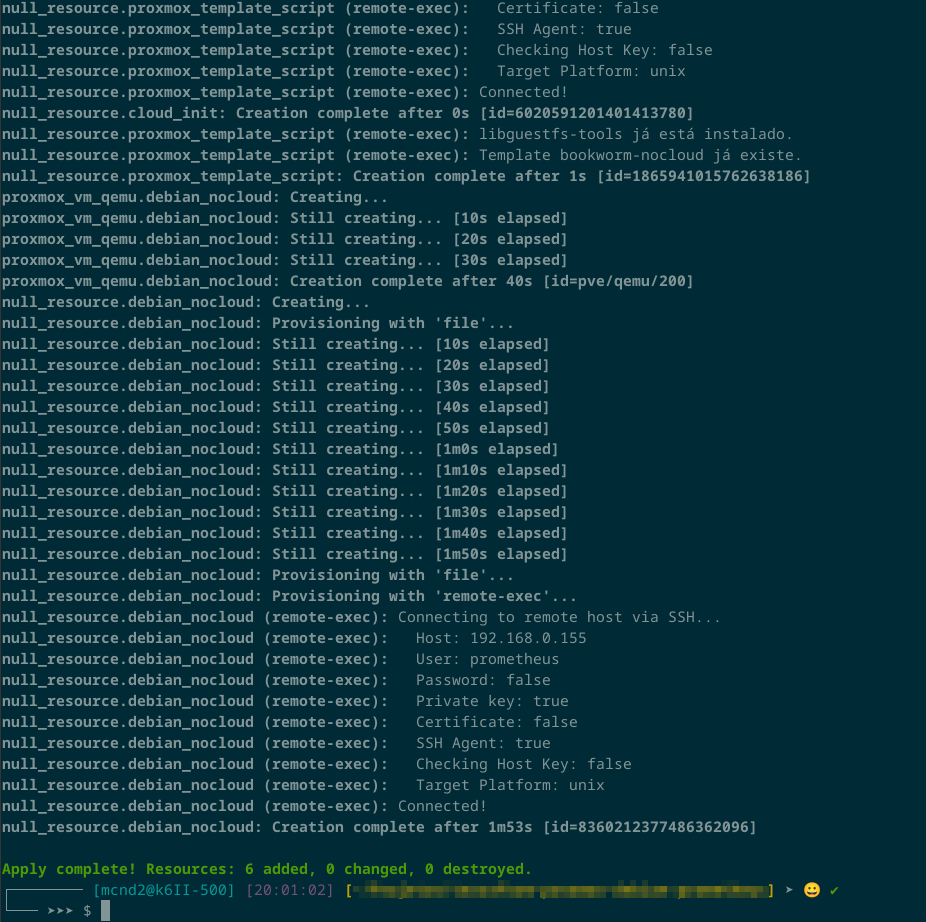 null_resource.proxmox_template_script (remote-exec):   Certificate: false
null_resource.proxmox_template_script (remote-exec):   SSH Agent: true
null_resource.proxmox_template_script (remote-exec):   Checking Host Key: false
null_resource.proxmox_template_script (remote-exec):   Target Platform: unix
null_resource.proxmox_template_script (remote-exec): Connected!
null_resource.cloud_init: Creation complete after 0s [id=6020591201401413780]
null_resource.proxmox_template_script (remote-exec): libguestfs-tools já está instalado.
null_resource.proxmox_template_script (remote-exec): Template bookworm-nocloud já existe.
null_resource.proxmox_template_script: Creation complete after 1s [id=1865941015762638186]
proxmox_vm_qemu.debian_nocloud: Creating...
proxmox_vm_qemu.debian_nocloud: Still creating... [10s elapsed]
proxmox_vm_qemu.debian_nocloud: Still creating... [20s elapsed]
proxmox_vm_qemu.debian_nocloud: Still creating... [30s elapsed]
proxmox_vm_qemu.debian_nocloud: Creation complete after 40s [id=pve/qemu/200]
null_resource.debian_nocloud: Creating...
null_resource.debian_nocloud: Provisioning with 'file'...
null_resource.debian_nocloud: Still creating... [10s elapsed]
null_resource.debian_nocloud: Still creating... [20s elapsed]
null_resource.debian_nocloud: Still creating... [30s elapsed]
null_resource.debian_nocloud: Still creating... [40s elapsed]
null_resource.debian_nocloud: Still creating... [50s elapsed]
null_resource.debian_nocloud: Still creating... [1m0s elapsed]
null_resource.debian_nocloud: Still creating... [1m10s elapsed]
null_resource.debian_nocloud: Still creating... [1m20s elapsed]
null_resource.debian_nocloud: Still creating... [1m30s elapsed]
null_resource.debian_nocloud: Still creating... [1m40s elapsed]
null_resource.debian_nocloud: Still creating... [1m50s elapsed]
null_resource.debian_nocloud: Provisioning with 'file'...
null_resource.debian_nocloud: Provisioning with 'remote-exec'...
null_resource.debian_nocloud (remote-exec): Connecting to remote host via SSH...
null_resource.debian_nocloud (remote-exec):   Host: 192.168.0.155
null_resource.debian_nocloud (remote-exec):   User: prometheus
null_resource.debian_nocloud (remote-exec):   Password: false
null_resource.debian_nocloud (remote-exec):   Private key: true
null_resource.debian_nocloud (remote-exec):   Certificate: false
null_resource.debian_nocloud (remote-exec):   SSH Agent: true
null_resource.debian_nocloud (remote-exec):   Checking Host Key: false
null_resource.debian_nocloud (remote-exec):   Target Platform: unix
null_resource.debian_nocloud (remote-exec): Connected!
null_resource.debian_nocloud: Creation complete after 1m53s [id=8360212377486362096]
Apply complete! Resources: 6 added, 0 changed, 0 destroyed.
[mcnd2@k6II-500] [20:01:02] [ ] ➤ 😀 ✔
➤➤➤ $